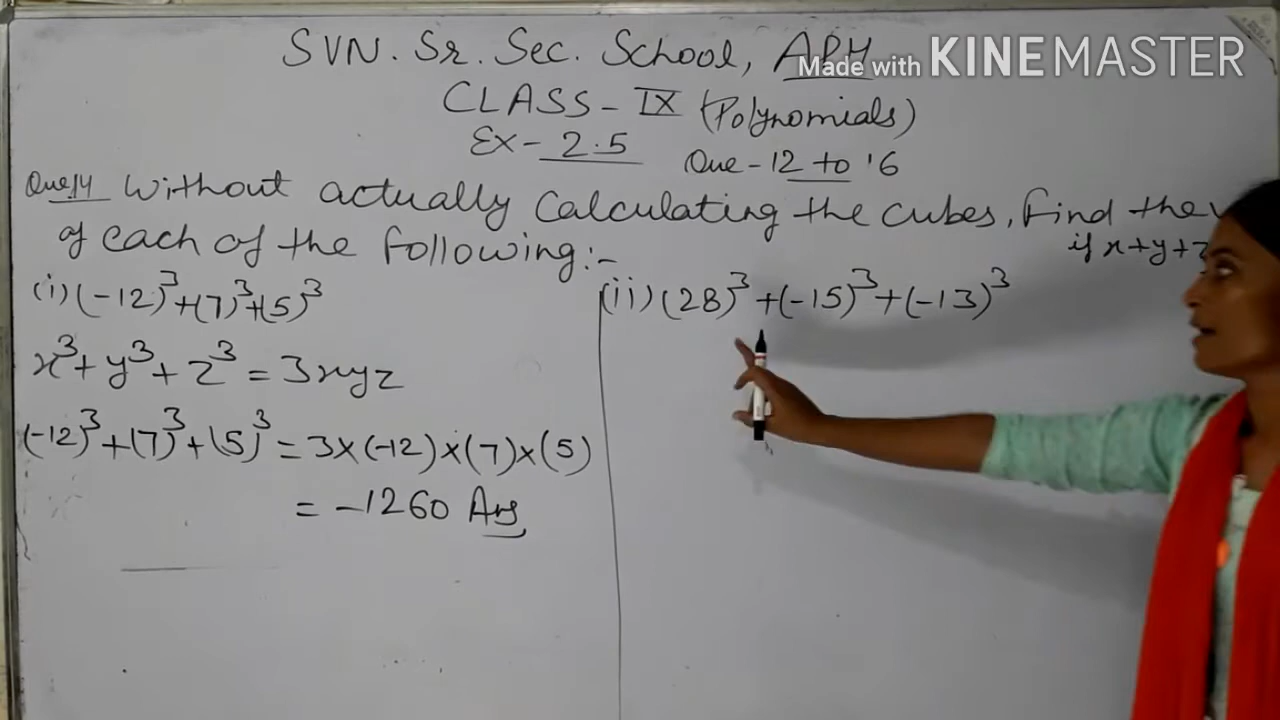 SVN. Sr. Sec. School, APH
Made with KINEMASTER
CLASS - IX (Polynomials)
Ex - 2.5
Que - 12 to 16
Que.14 Without actually calculating the cubes, Find the
of each of the following:-
if x+y+z
(i) (-12)³+(7)³+(5)³
x³+y³+z³ = 3xyz
(-12)³+(7)³+(5)³ = 3×(-12)×(7)×(5)
= -1260 Ans
(ii) (28)³+(-15)³+(-13)³